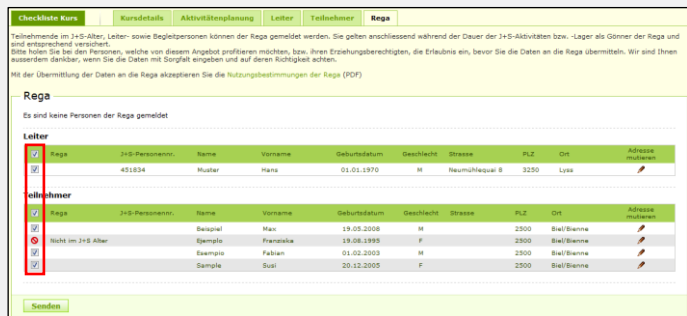 Checkliste Kurs Kursdetails Aktivitätenplanung Leiter Teilnehmer Rega
Teilnehmende im J+S-Alter, Leiter- sowie Begleitpersonen können der Rega gemeldet werden. Sie gelten anschliessend während der Dauer der J+S-Aktivitäten bzw. -Lager als Gönner der Rega und
sind entsprechend versichert.
Bitte holen Sie bei den Personen, welche von diesem Angebot profitieren möchten, bzw. ihren Erziehungsberechtigten, die Erlaubnis ein, bevor Sie die Daten an die Rega übermitteln. Wir sind Ihnen
ausserdem dankbar, wenn Sie die Daten mit Sorgfalt eingeben und auf deren Richtigkeit achten.
Mit der Übermittlung der Daten an die Rega akzeptieren Sie die Nutzungsbestimmungen der Rega (PDF)
Rega
Es sind keine Personen der Rega gemeldet
Leiter
Rega J+S-Personennr. Name Vorname Geburtsdatum Geschlecht Strasse PLZ Ort Adresse mutieren
451834 Muster Hans 01.01.1970 M Neumühlequai 8 3250 Lyss
Teilnehmer
Rega J+S-Personennr. Name Vorname Geburtsdatum Geschlecht Strasse PLZ Ort Adresse mutieren
Beispiel Max 19.05.2008 M 2500 Biel/Bienne
Nicht im J+S Alter Ejemplo Franziska 19.08.1995 F 2500 Biel/Bienne
Esempio Fabien 01.02.2003 M 2500 Biel/Bienne
Sample Susi 20.12.2005 F 2500 Biel/Bienne
Senden